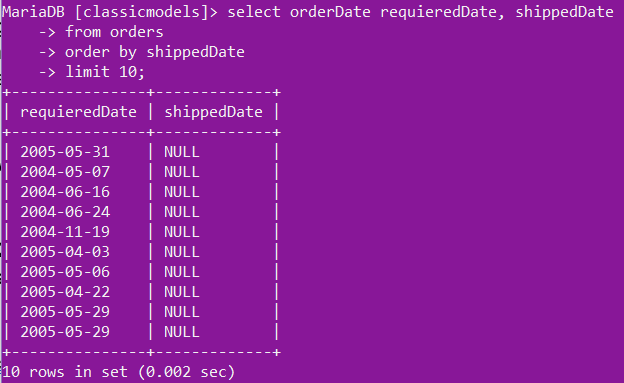 MariaDB [classicmodels]> select orderDate requieredDate, shippedDate
    -> from orders
    -> order by shippedDate
    -> limit 10;
+---------------+-------------+
| requieredDate | shippedDate |
+---------------+-------------+
| 2005-05-31    | NULL        |
| 2004-05-07    | NULL        |
| 2004-06-16    | NULL        |
| 2004-06-24    | NULL        |
| 2004-11-19    | NULL        |
| 2005-04-03    | NULL        |
| 2005-05-06    | NULL        |
| 2005-04-22    | NULL        |
| 2005-05-29    | NULL        |
| 2005-05-29    | NULL        |
+---------------+-------------+
10 rows in set (0.002 sec)